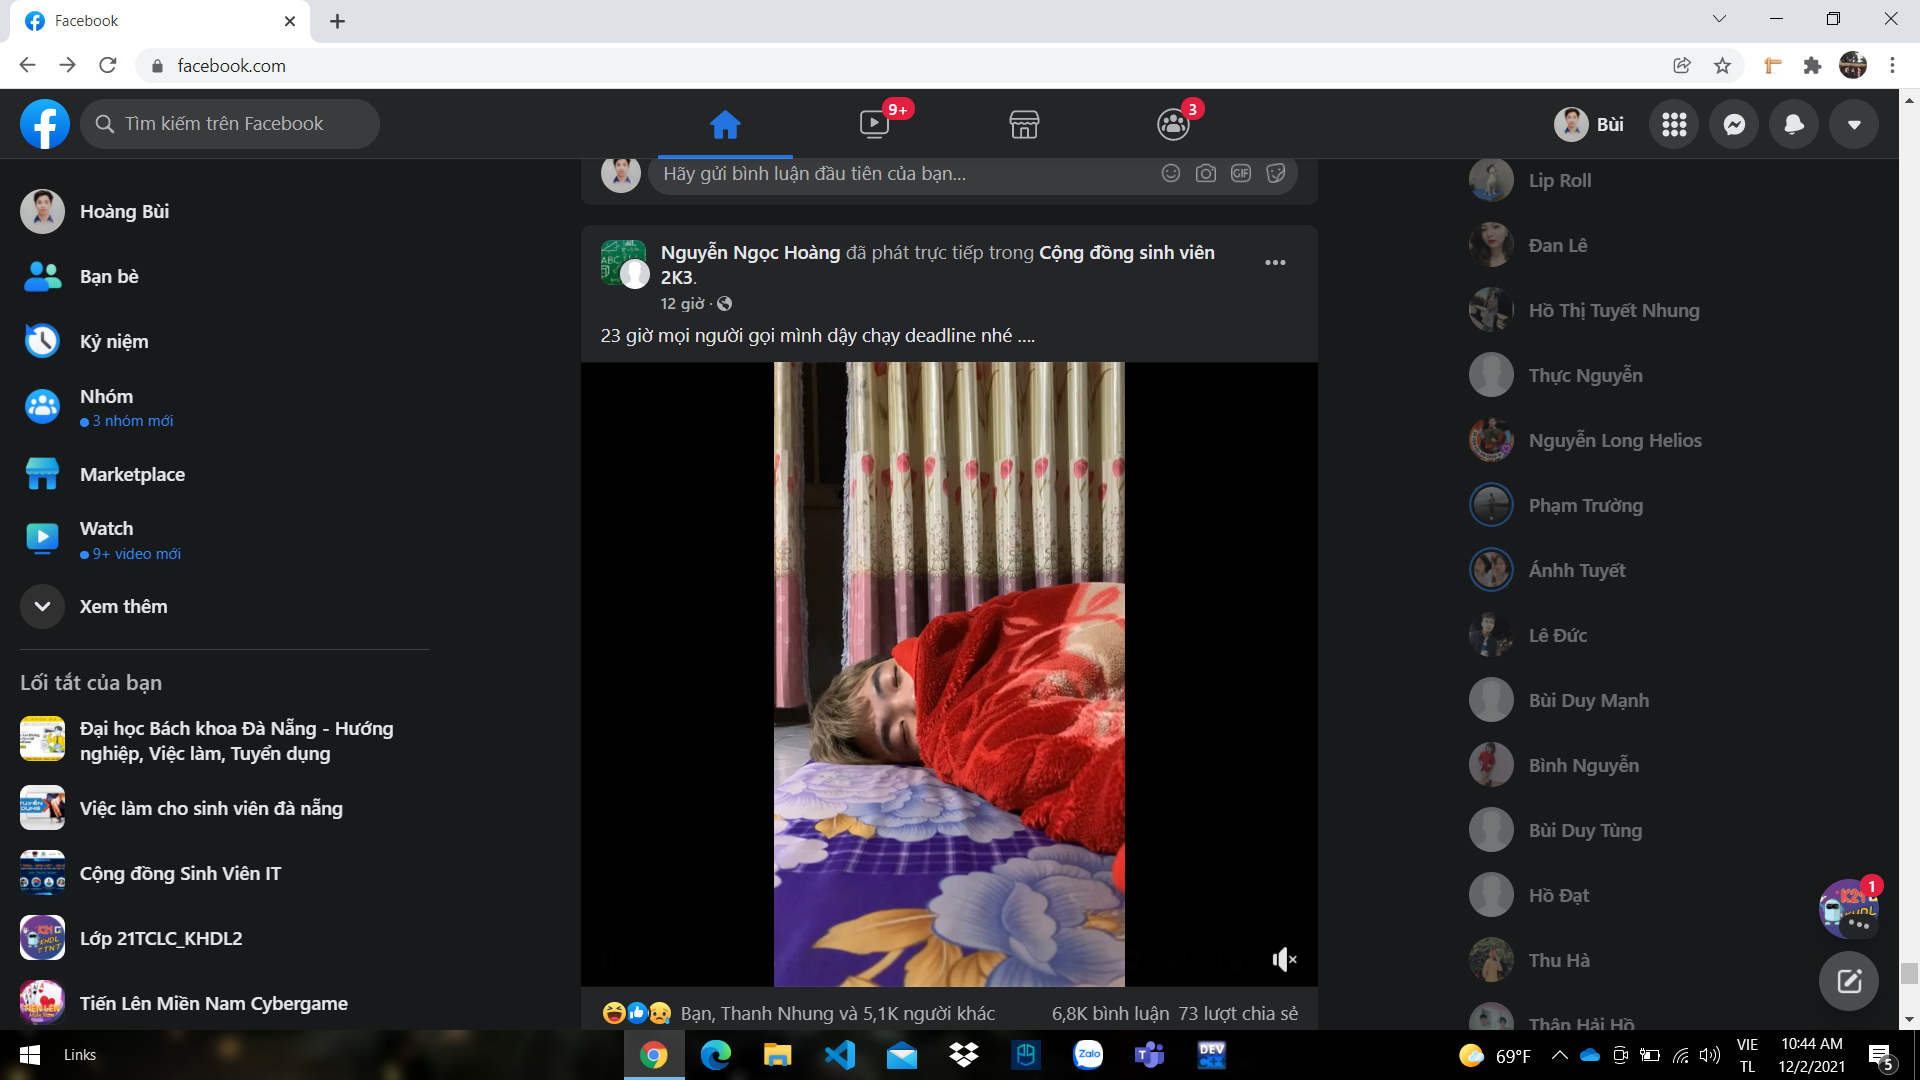 Facebook
facebook.com
Tìm kiếm trên Facebook
9+
3
Bùi
Hãy gửi bình luận đầu tiên của bạn...
GIF
Hoàng Bùi
Bạn bè
Kỷ niệm
Nhóm
3 nhóm mới
Marketplace
Watch
9+ video mới
Xem thêm
Lối tắt của bạn
Đại học Bách khoa Đà Nẵng - Hướng
nghiệp, Việc làm, Tuyển dụng
Việc làm cho sinh viên đà nẵng
Cộng đồng Sinh Viên IT
Lớp 21TCLC_KHDL2
Tiến Lên Miền Nam Cybergame
Nguyễn Ngọc Hoàng đã phát trực tiếp trong Cộng đồng sinh viên
2K3.
12 giờ ·
23 giờ mọi người gọi mình dậy chạy deadline nhé ....
Bạn, Thanh Nhung và 5,1K người khác
6,8K bình luận 73 lượt chia sẻ
Lip Roll
Đan Lê
Hồ Thị Tuyết Nhung
Thực Nguyễn
Nguyễn Long Helios
Phạm Trường
Ánhh Tuyết
Lê Đức
Bùi Duy Mạnh
Bình Nguyễn
Bùi Duy Tùng
Hồ Đạt
Thu Hà
Thân Hải Hồ
1
Links
Zalo
DEV
69°F
VIE
TL
10:44 AM
12/2/2021
5